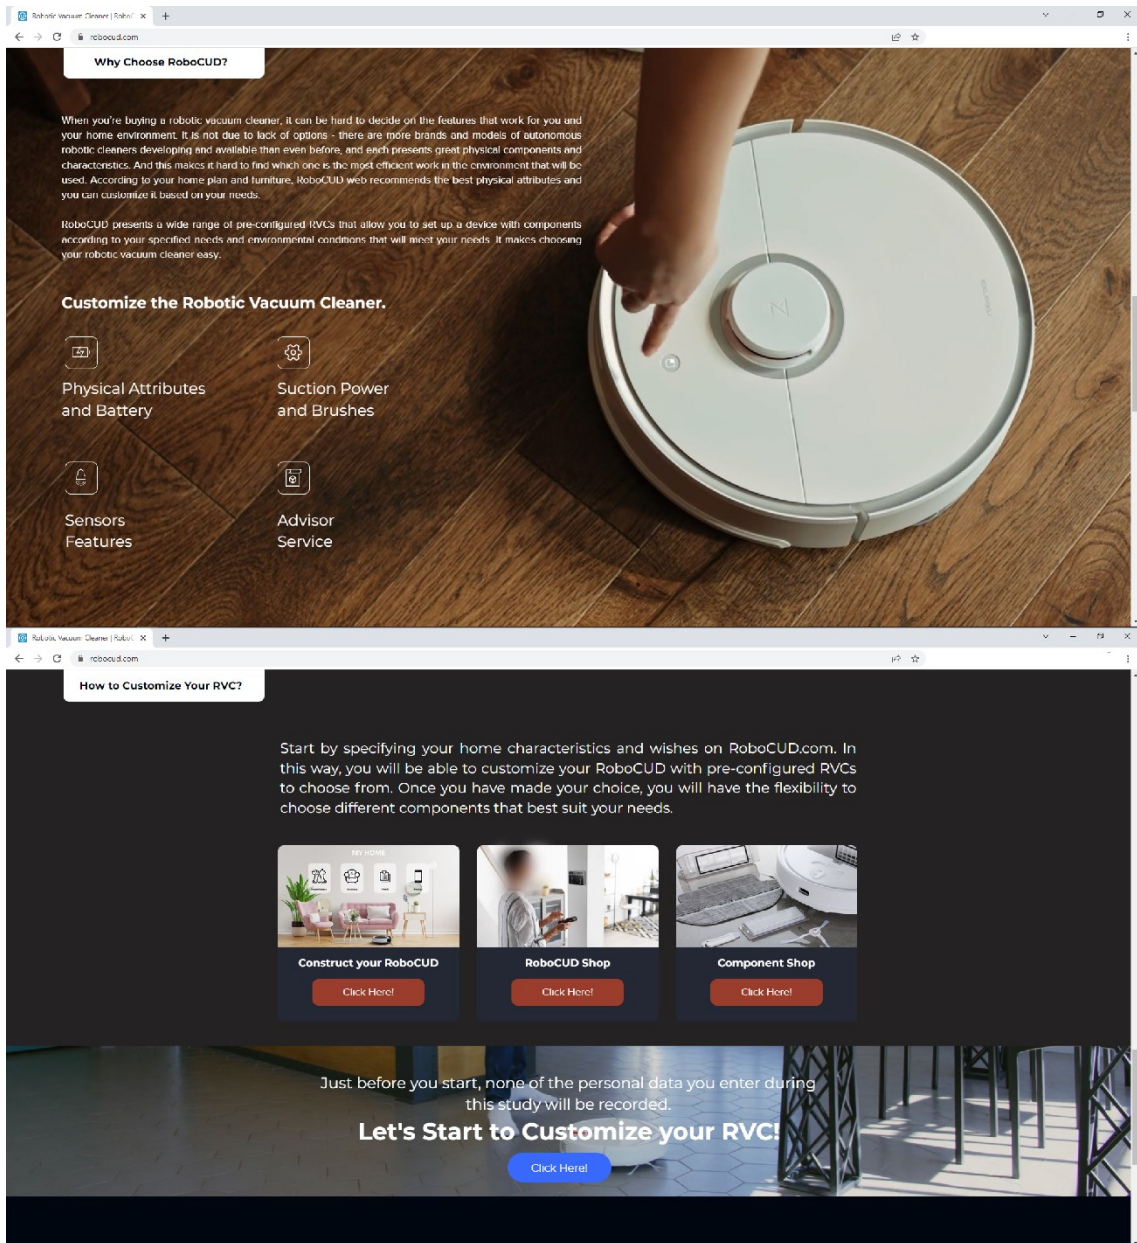 Robotic Vacuum Cleaner | Robo
robocud.com
Why Choose RoboCUD?
When you're buying a robotic vacuum cleaner, it can be hard to decide on the features that work for you and
your home environment. It is not due to lack of options - there are more brands and models of autonomous
robotic cleaners developing and available than even before, and each presents great physical components and
characteristics. And this makes it hard to find which one is the most efficient work in the environment that will be
used. According to your home plan and furniture, RoboCUD web recommends the best physical attributes and
you can customize it based on your needs.
RoboCUD presents a wide range of pre-configured RVCs that allow you to set up a device with components
according to your specified needs and environmental conditions that will meet your needs. It makes choosing
your robotic vacuum cleaner easy.
Customize the Robotic Vacuum Cleaner.
Physical Attributes
and Battery
Suction Power
and Brushes
Sensors
Features
Advisor
Service
Robotic Vacuum Cleaner | Robo
robocud.com
How to Customize Your RVC?
Start by specifying your home characteristics and wishes on RoboCUD.com. In
this way, you will be able to customize your RoboCUD with pre-configured RVCs
to choose from. Once you have made your choice, you will have the flexibility to
choose different components that best suit your needs.
MY HOME
Construct your RoboCUD
Click Here!
RoboCUD Shop
Click Here!
Component Shop
Click Here!
Just before you start, none of the personal data you enter during
this study will be recorded.
Let's Start to Customize your RVC!
Click Here!